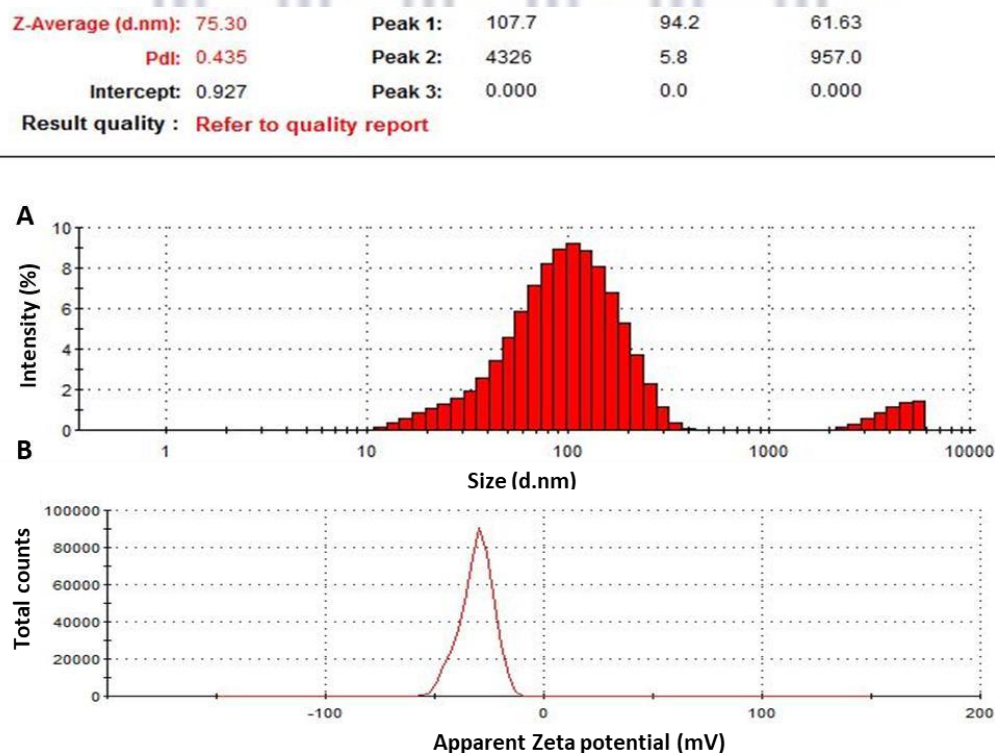 Z-Average (d.nm): 75.30 Peak 1: 107.7 94.2 61.63
PdI: 0.435 Peak 2: 4326 5.8 957.0
Intercept: 0.927 Peak 3: 0.000 0.0 0.000
Result quality : Refer to quality report
A
10
8
6
4
2
0
Intensity (%)
1 10 100 1000 10000
Size (d.nm)
B
100000
80000
60000
40000
20000
0
Total counts
-100 0 100 200
Apparent Zeta potential (mV)